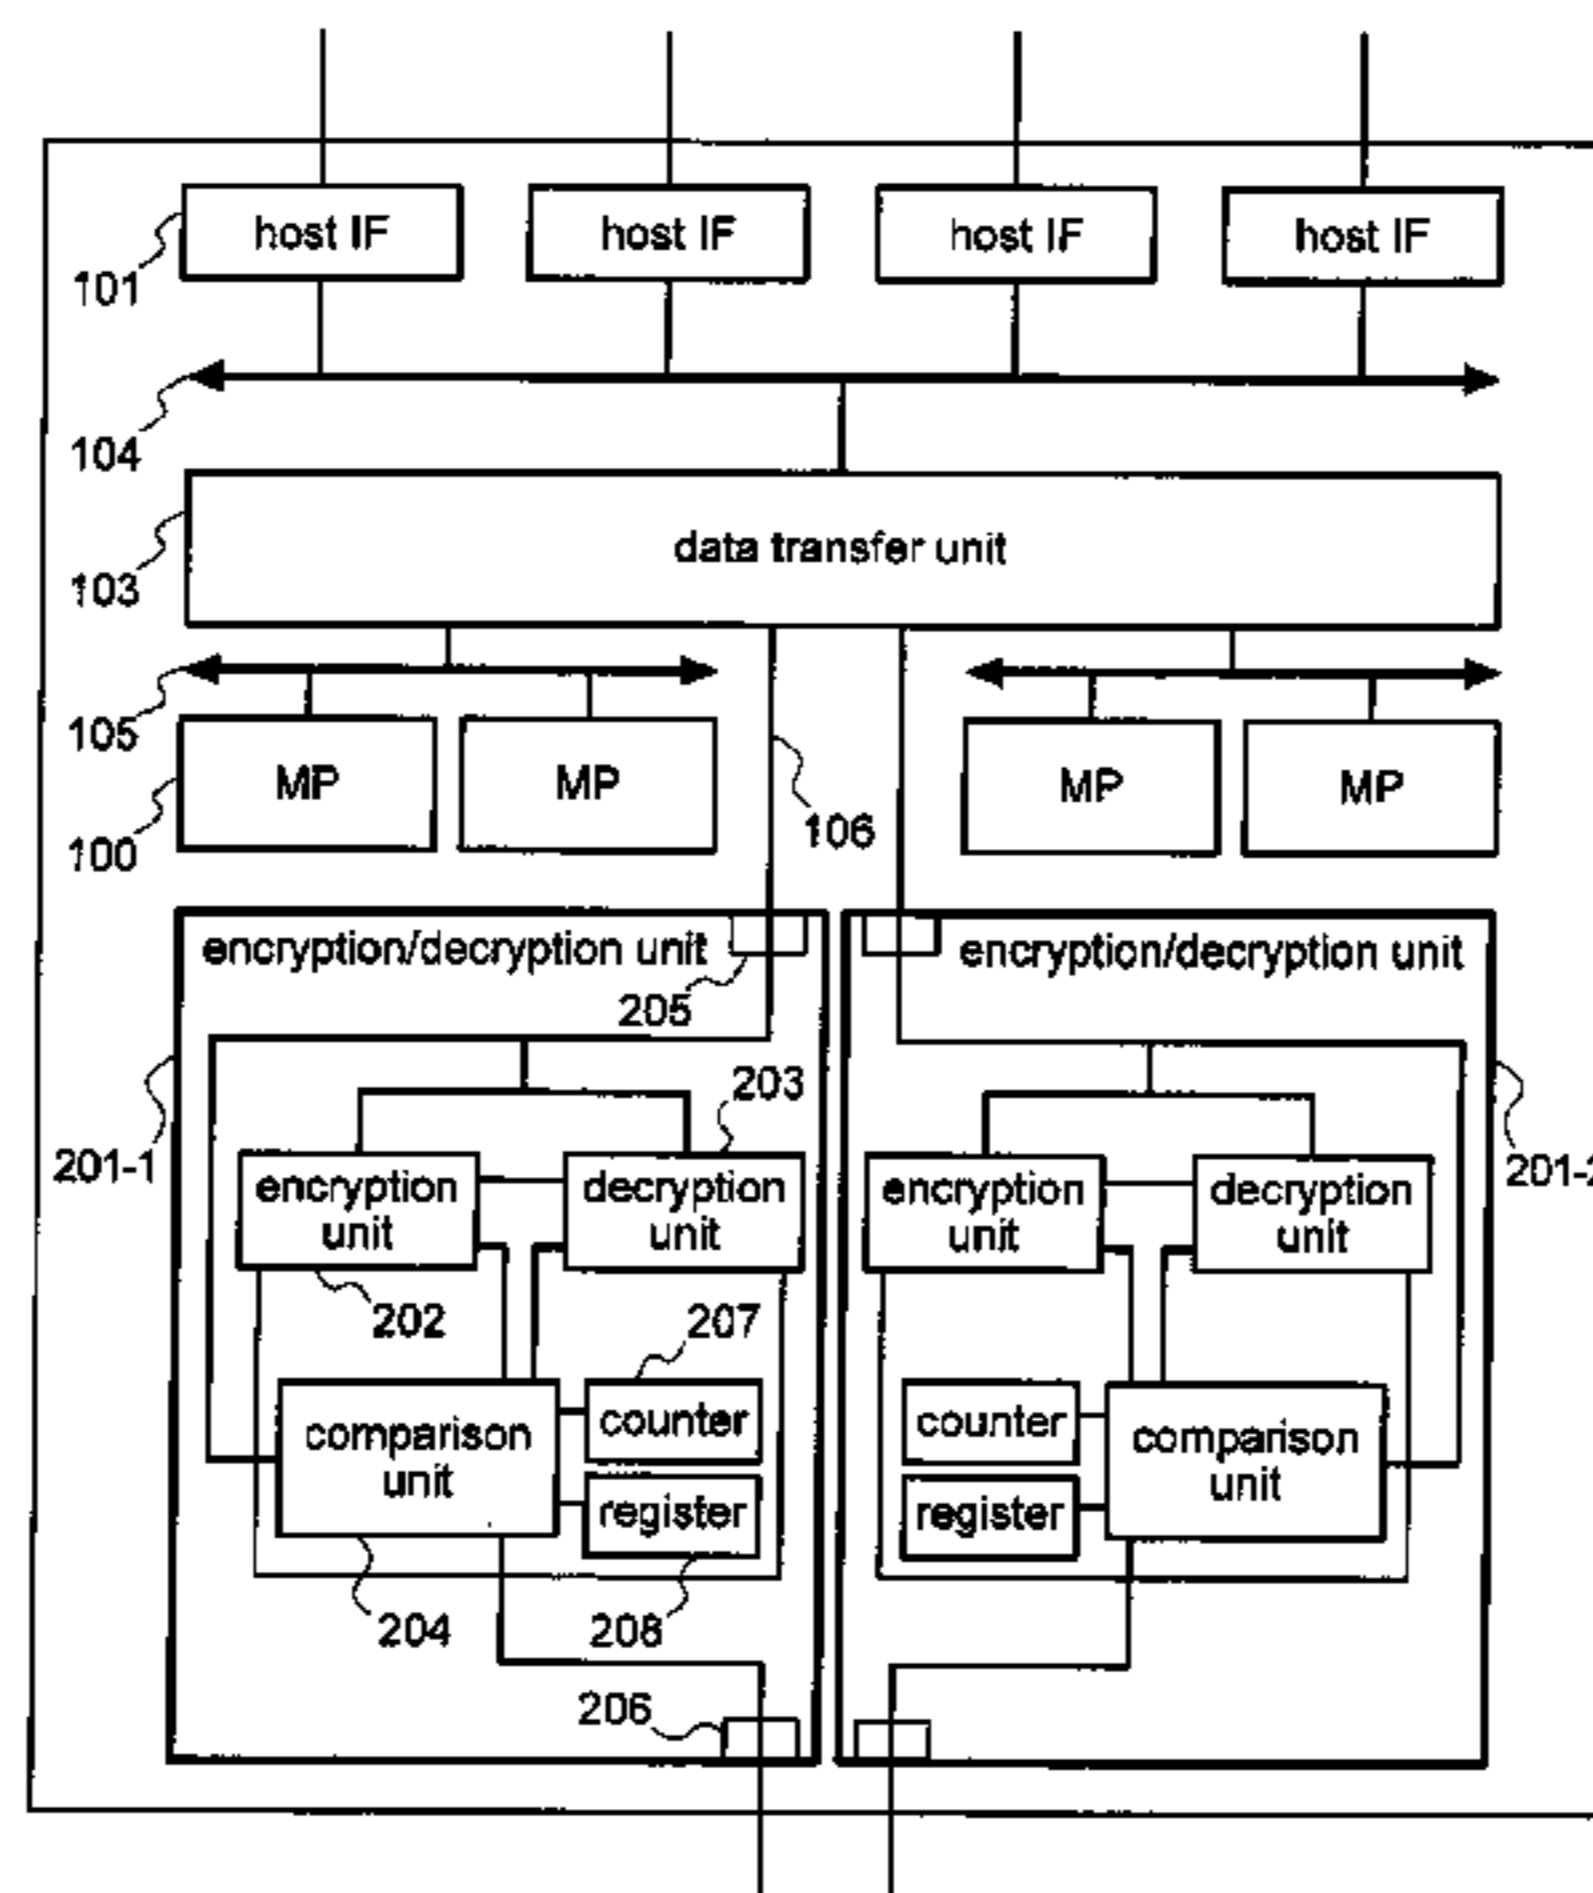 host IF host IF host IF host IF
101
104
data transfer unit
103
105
MP MP MP MP
106
100
encryption/decryption unit encryption/decryption unit
205
203
201-1 201-2
encryption unit decryption unit encryption unit decryption unit
202 207
comparison unit counter counter comparison unit
register register
204 208
206